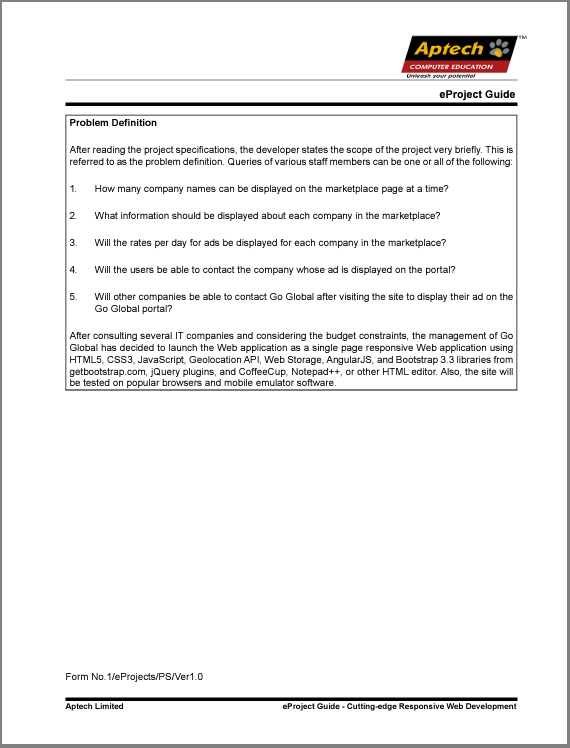 Aptech
TM
COMPUTER EDUCATION
Unleash your potential
eProject Guide
Problem Definition
After reading the project specifications, the developer states the scope of the project very briefly. This is
referred to as the problem definition. Queries of various staff members can be one or all of the following:
1. How many company names can be displayed on the marketplace page at a time?
2. What information should be displayed about each company in the marketplace?
3. Will the rates per day for ads be displayed for each company in the marketplace?
4. Will the users be able to contact the company whose ad is displayed on the portal?
5. Will other companies be able to contact Go Global after visiting the site to display their ad on the
Go Global portal?
After consulting several IT companies and considering the budget constraints, the management of Go
Global has decided to launch the Web application as a single page responsive Web application using
HTML5, CSS3, JavaScript, Geolocation API, Web Storage, AngularJS, and Bootstrap 3.3 libraries from
getbootstrap.com, jQuery plugins, and CoffeeCup, Notepad++, or other HTML editor. Also, the site will
be tested on popular browsers and mobile emulator software.
Form No.1/eProjects/PS/Ver1.0
Aptech Limited
eProject Guide - Cutting-edge Responsive Web Development